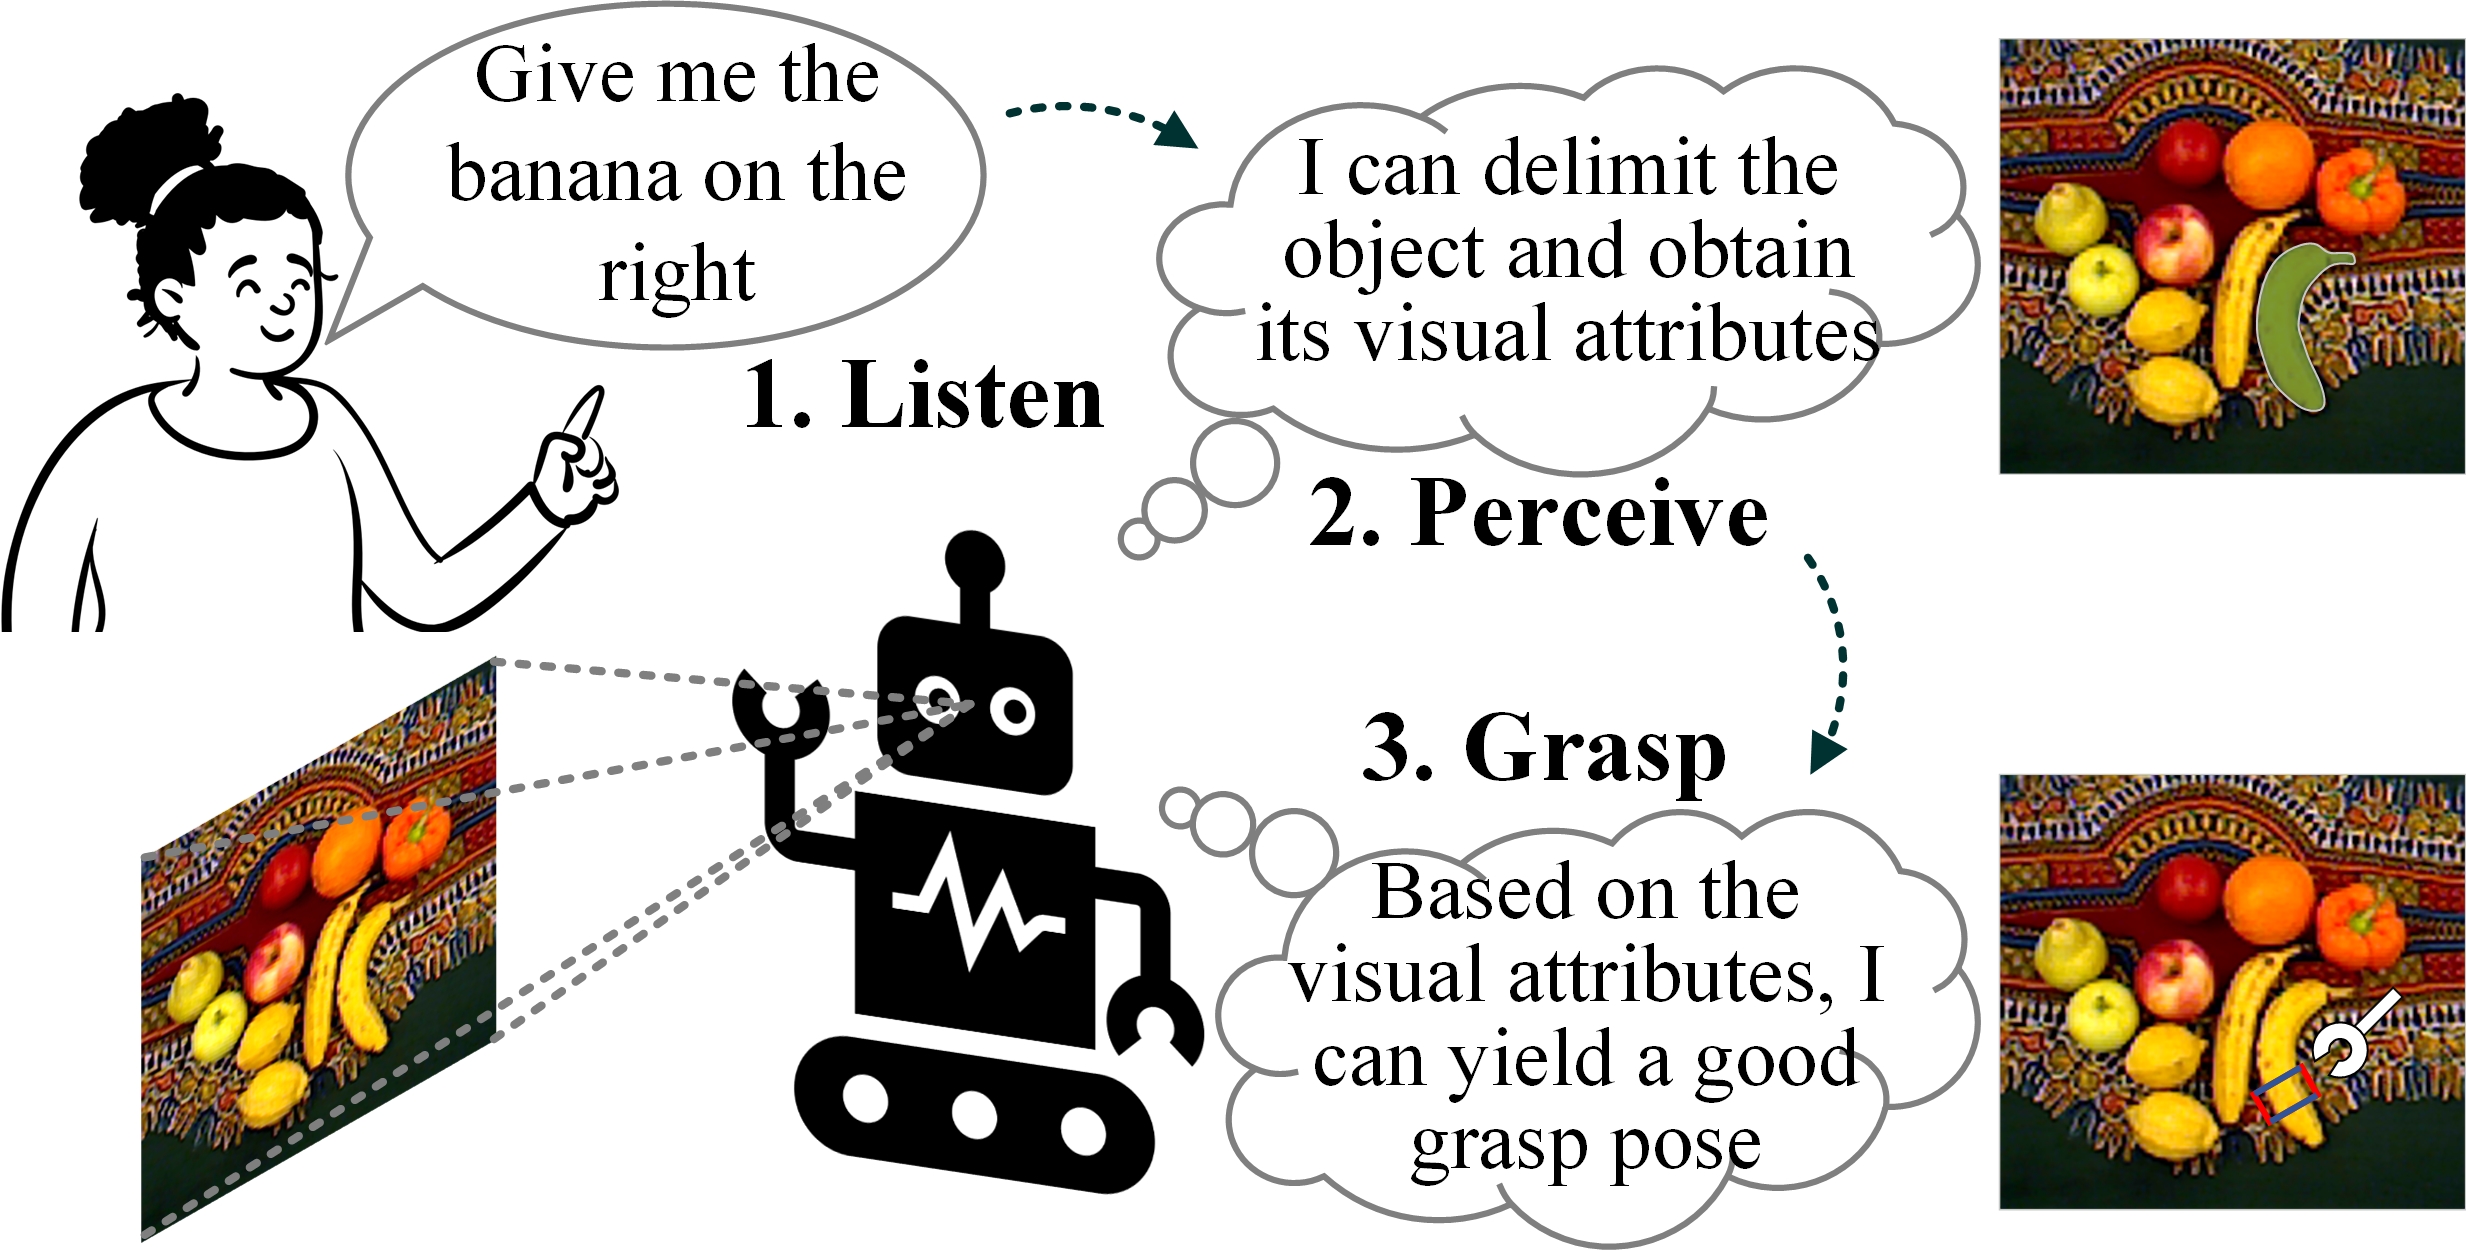 Give me the
banana on the
right
1. Listen
I can delimit the
object and obtain
its visual attributes
2. Perceive
3. Grasp
Based on the
visual attributes, I
can yield a good
grasp pose